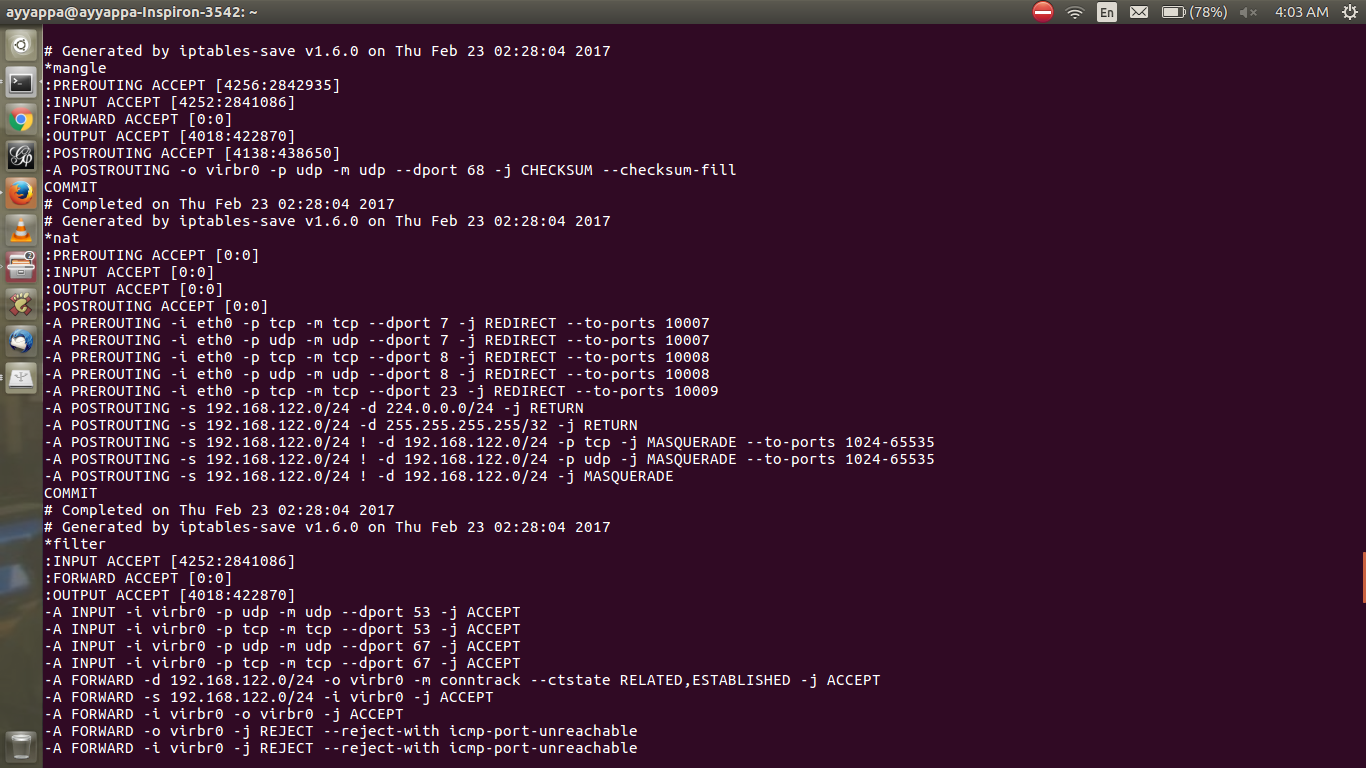 ayyappa@ayyappa-Inspiron-3542: ~
En (78%) 4:03 AM
# Generated by iptables-save v1.6.0 on Thu Feb 23 02:28:04 2017
*mangle
:PREROUTING ACCEPT [4256:2842935]
:INPUT ACCEPT [4252:2841086]
:FORWARD ACCEPT [0:0]
:OUTPUT ACCEPT [4018:422870]
:POSTROUTING ACCEPT [4138:438650]
-A POSTROUTING -o virbr0 -p udp -m udp --dport 68 -j CHECKSUM --checksum-fill
COMMIT
# Completed on Thu Feb 23 02:28:04 2017
# Generated by iptables-save v1.6.0 on Thu Feb 23 02:28:04 2017
*nat
:PREROUTING ACCEPT [0:0]
:INPUT ACCEPT [0:0]
:OUTPUT ACCEPT [0:0]
:POSTROUTING ACCEPT [0:0]
-A PREROUTING -i eth0 -p tcp -m tcp --dport 7 -j REDIRECT --to-ports 10007
-A PREROUTING -i eth0 -p udp -m udp --dport 7 -j REDIRECT --to-ports 10007
-A PREROUTING -i eth0 -p tcp -m tcp --dport 8 -j REDIRECT --to-ports 10008
-A PREROUTING -i eth0 -p udp -m udp --dport 8 -j REDIRECT --to-ports 10008
-A PREROUTING -i eth0 -p tcp -m tcp --dport 23 -j REDIRECT --to-ports 10009
-A POSTROUTING -s 192.168.122.0/24 -d 224.0.0.0/24 -j RETURN
-A POSTROUTING -s 192.168.122.0/24 -d 255.255.255.255/32 -j RETURN
-A POSTROUTING -s 192.168.122.0/24 ! -d 192.168.122.0/24 -p tcp -j MASQUERADE --to-ports 1024-65535
-A POSTROUTING -s 192.168.122.0/24 ! -d 192.168.122.0/24 -p udp -j MASQUERADE --to-ports 1024-65535
-A POSTROUTING -s 192.168.122.0/24 ! -d 192.168.122.0/24 -j MASQUERADE
COMMIT
# Completed on Thu Feb 23 02:28:04 2017
# Generated by iptables-save v1.6.0 on Thu Feb 23 02:28:04 2017
*filter
:INPUT ACCEPT [4252:2841086]
:FORWARD ACCEPT [0:0]
:OUTPUT ACCEPT [4018:422870]
-A INPUT -i virbr0 -p udp -m udp --dport 53 -j ACCEPT
-A INPUT -i virbr0 -p tcp -m tcp --dport 53 -j ACCEPT
-A INPUT -i virbr0 -p udp -m udp --dport 67 -j ACCEPT
-A INPUT -i virbr0 -p tcp -m tcp --dport 67 -j ACCEPT
-A FORWARD -d 192.168.122.0/24 -o virbr0 -m conntrack --ctstate RELATED,ESTABLISHED -j ACCEPT
-A FORWARD -s 192.168.122.0/24 -i virbr0 -j ACCEPT
-A FORWARD -i virbr0 -o virbr0 -j ACCEPT
-A FORWARD -o virbr0 -j REJECT --reject-with icmp-port-unreachable
-A FORWARD -i virbr0 -j REJECT --reject-with icmp-port-unreachable